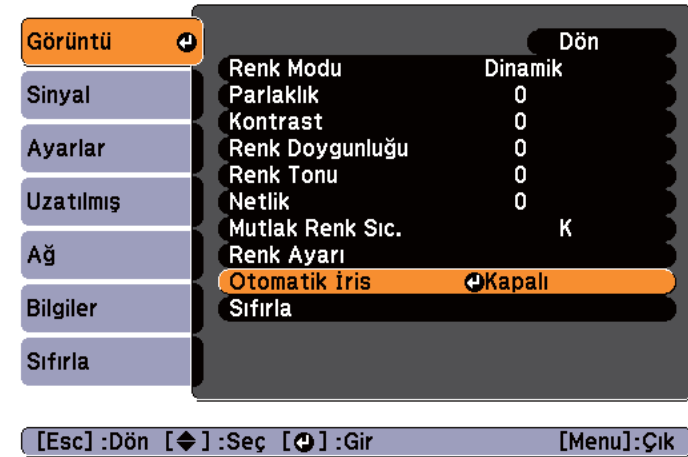 Görüntü
Sinyal
Ayarlar
Uzatılmış
Ağ
Bilgiler
Sıfırla
Dön
Renk Modu Dinamik
Parlaklık 0
Kontrast 0
Renk Doygunluğu 0
Renk Tonu 0
Netlik 0
Mutlak Renk Sıc. K
Renk Ayarı
Otomatik İris Kapalı
Sıfırla
[Esc] :Dön [◆] :Seç [↵] :Gir [Menu]:Çık